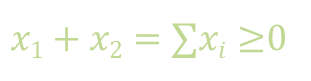 x₁ + x₂ = ∑xᵢ ≥0